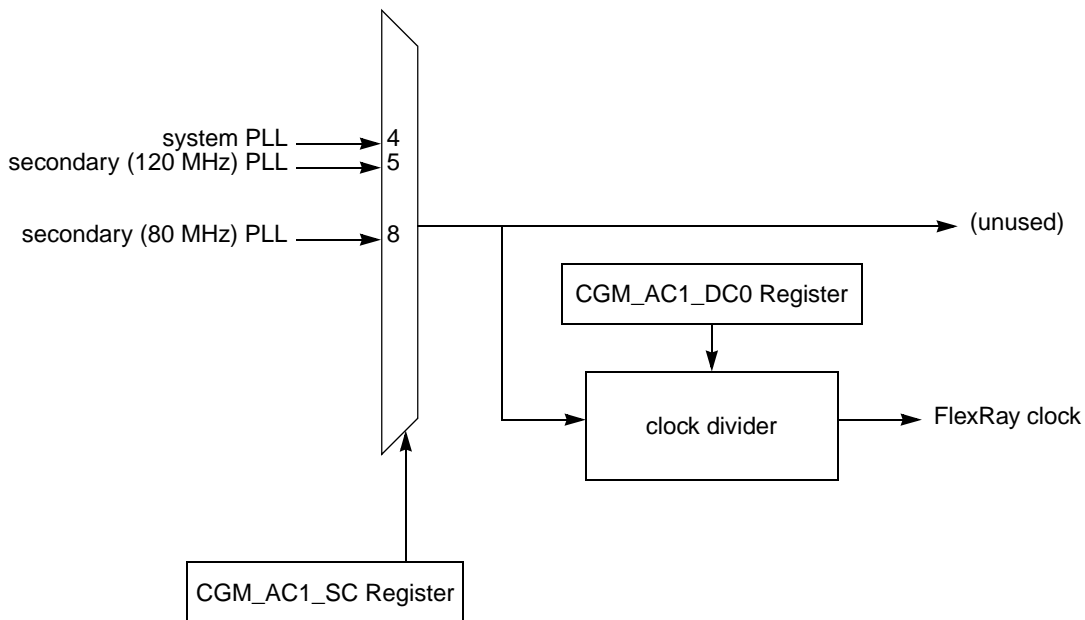 system PLL
4
secondary (120 MHz) PLL
5
secondary (80 MHz) PLL
8
(unused)
CGM_AC1_DC0 Register
clock divider
FlexRay clock
CGM_AC1_SC Register